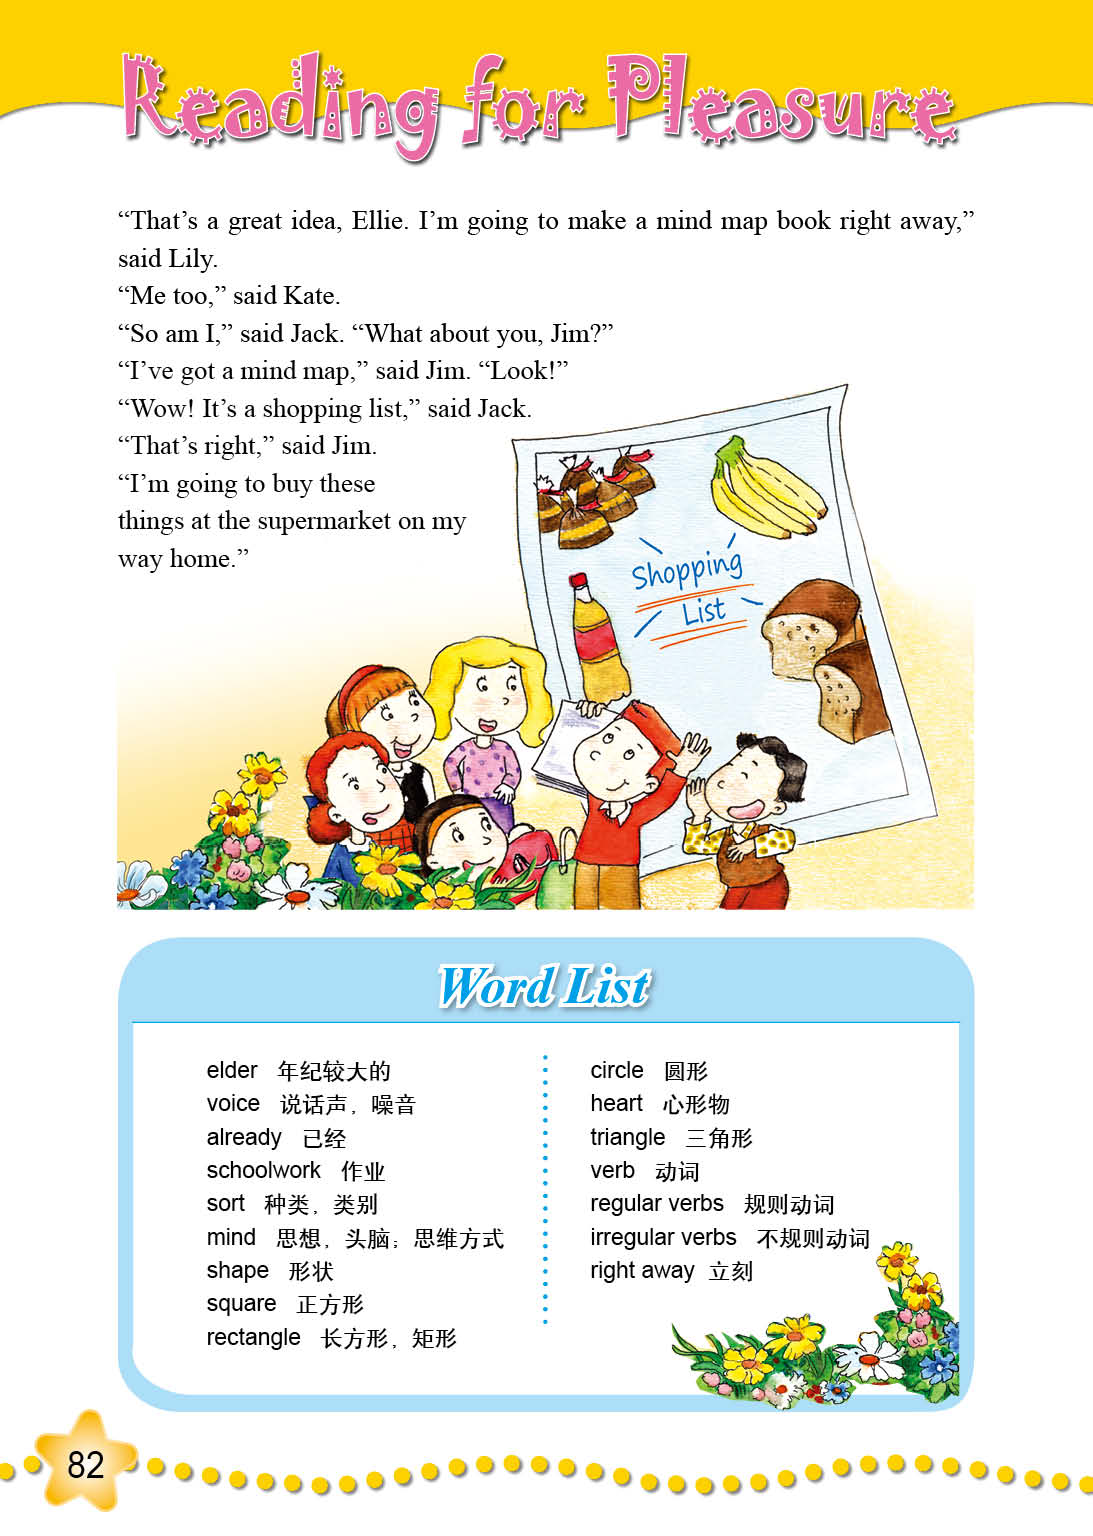 Reading for Pleasure
“That’s a great idea, Ellie. I’m going to make a mind map book right away,”
said Lily.
“Me too,” said Kate.
“So am I,” said Jack. “What about you, Jim?”
“I’ve got a mind map,” said Jim. “Look!”
“Wow! It’s a shopping list,” said Jack.
“That’s right,” said Jim.
“I’m going to buy these
things at the supermarket on my
way home.”
Shopping
List
Word List
elder 年纪较大的
voice 说话声，嗓音
already 已经
schoolwork 作业
sort 种类，类别
mind 思想，头脑；思维方式
shape 形状
square 正方形
rectangle 长方形，矩形
circle 圆形
heart 心形物
triangle 三角形
verb 动词
regular verbs 规则动词
irregular verbs 不规则动词
right away 立刻
82